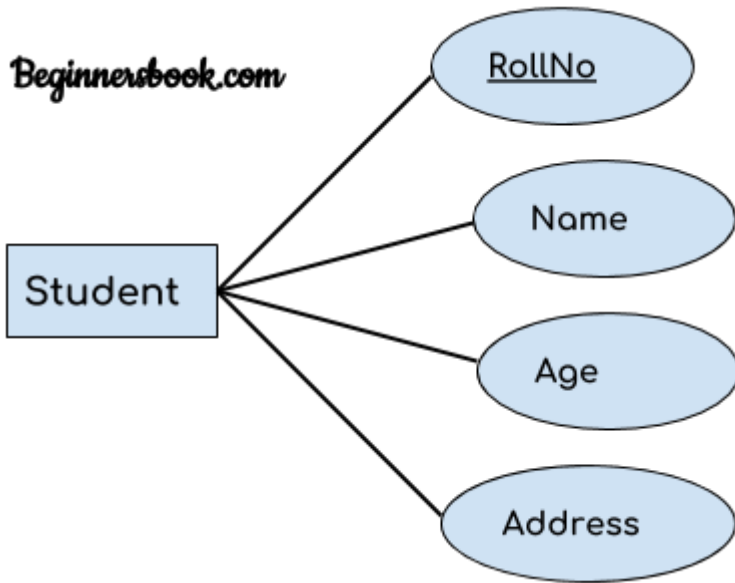 Beginnersbook.com
RollNo
Name
Student
Age
Address